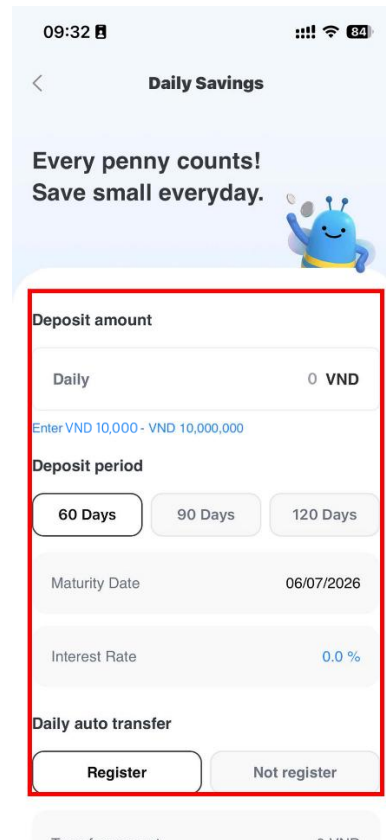 09:32
84
Daily Savings
Every penny counts!
Save small everyday.
Deposit amount
Daily 0 VND
Enter VND 10,000 - VND 10,000,000
Deposit period
60 Days 90 Days 120 Days
Maturity Date 06/07/2026
Interest Rate 0.0 %
Daily auto transfer
Register Not register